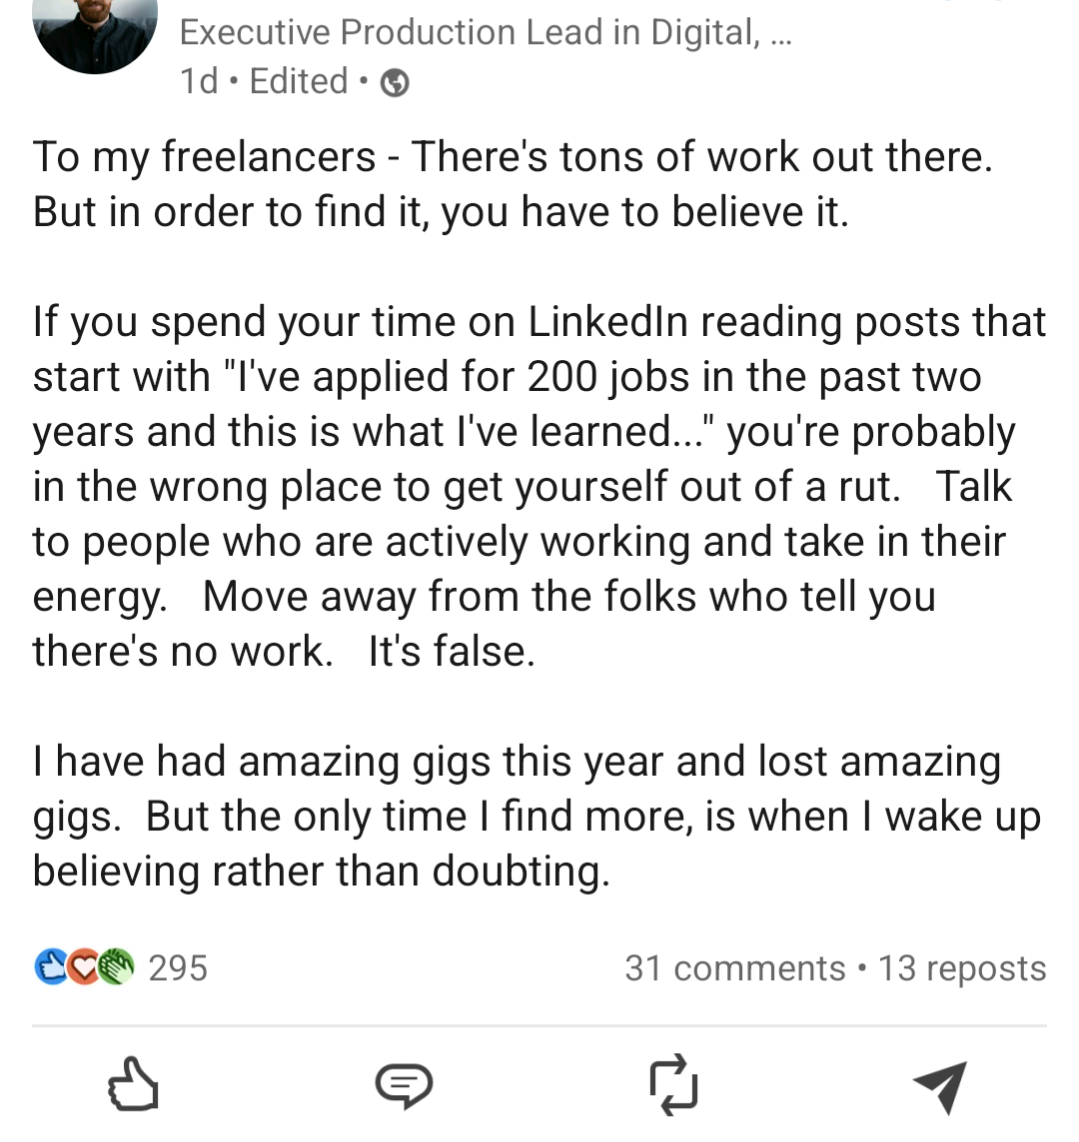 Executive Production Lead in Digital, ...
1d • Edited •
To my freelancers - There's tons of work out there.
But in order to find it, you have to believe it.
If you spend your time on LinkedIn reading posts that
start with "I've applied for 200 jobs in the past two
years and this is what I've learned..." you're probably
in the wrong place to get yourself out of a rut.   Talk
to people who are actively working and take in their
energy.   Move away from the folks who tell you
there's no work.   It's false.
I have had amazing gigs this year and lost amazing
gigs.  But the only time I find more, is when I wake up
believing rather than doubting.
295
31 comments • 13 reposts